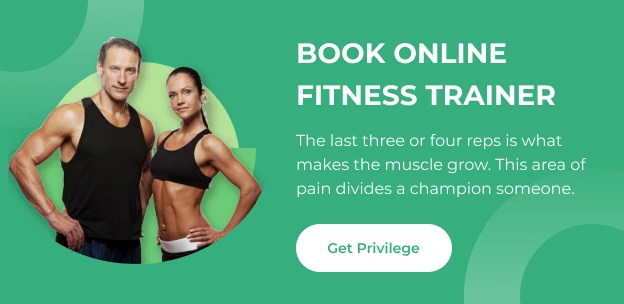 BOOK ONLINE
FITNESS TRAINER
The last three or four reps is what
makes the muscle grow. This area of
pain divides a champion someone.
Get Privilege